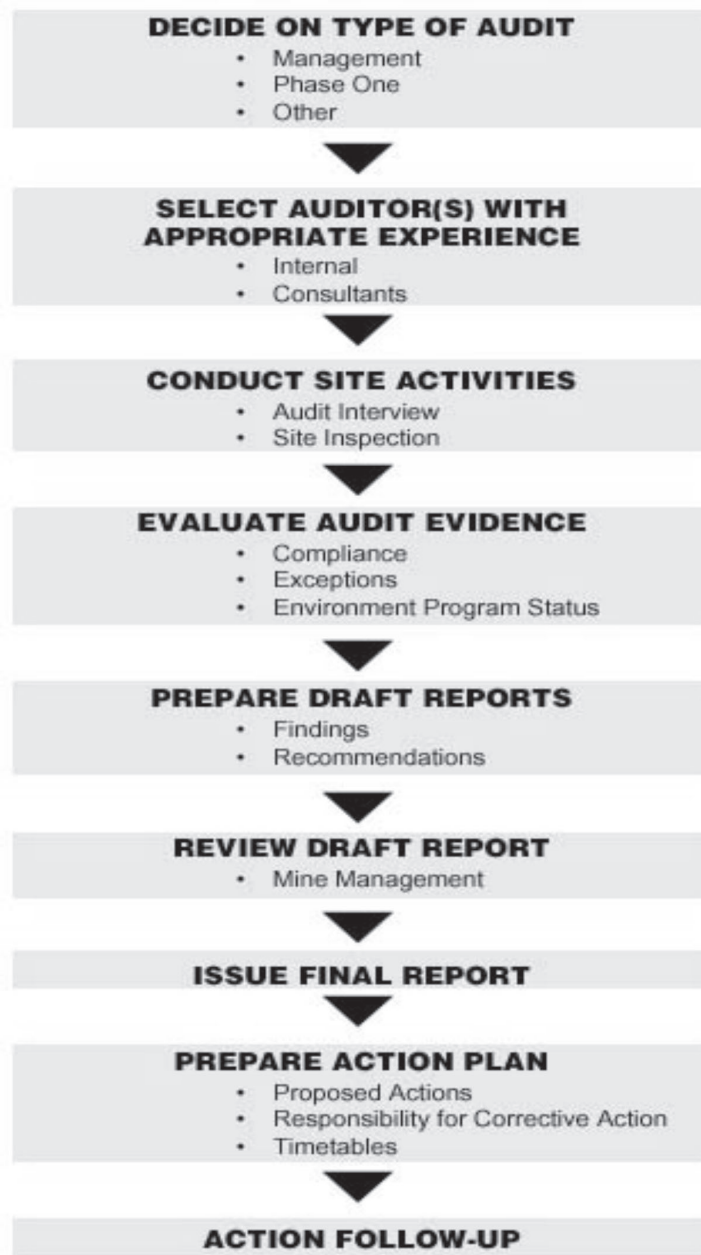 DECIDE ON TYPE OF AUDIT
• Management
• Phase One
• Other
SELECT AUDITOR(S) WITH
APPROPRIATE EXPERIENCE
• Internal
• Consultants
CONDUCT SITE ACTIVITIES
• Audit Interview
• Site Inspection
EVALUATE AUDIT EVIDENCE
• Compliance
• Exceptions
• Environment Program Status
PREPARE DRAFT REPORTS
• Findings
• Recommendations
REVIEW DRAFT REPORT
• Mine Management
ISSUE FINAL REPORT
PREPARE ACTION PLAN
• Proposed Actions
• Responsibility for Corrective Action
• Timetables
ACTION FOLLOW-UP